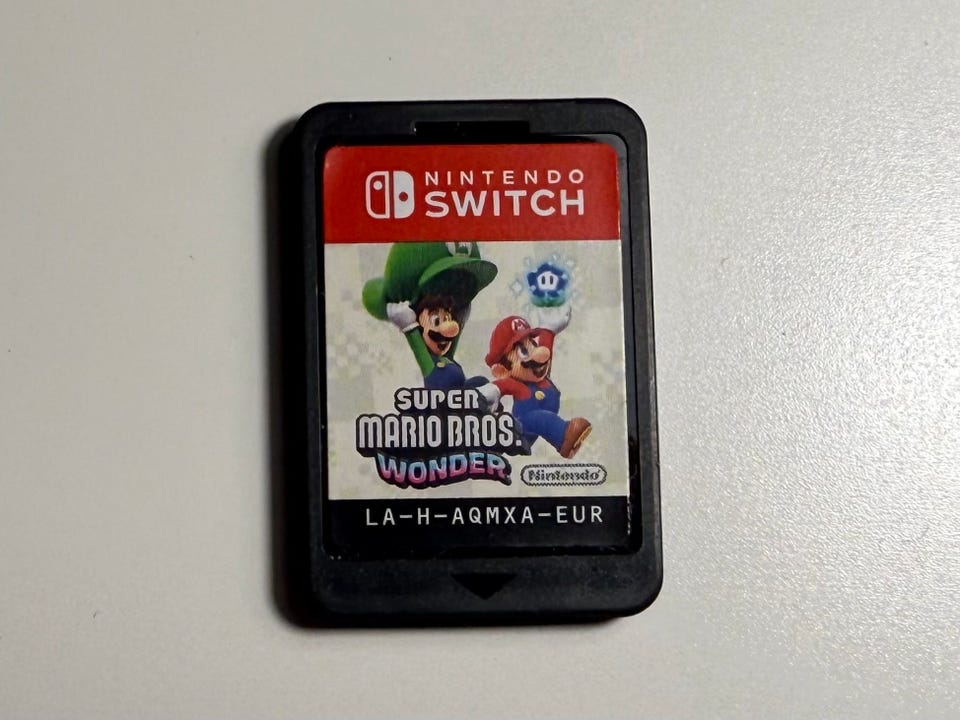 NINTENDO
SWITCH
SUPER
MARIO BROS.
WONDER
Nintendo
LA-H-AQMXA-EUR